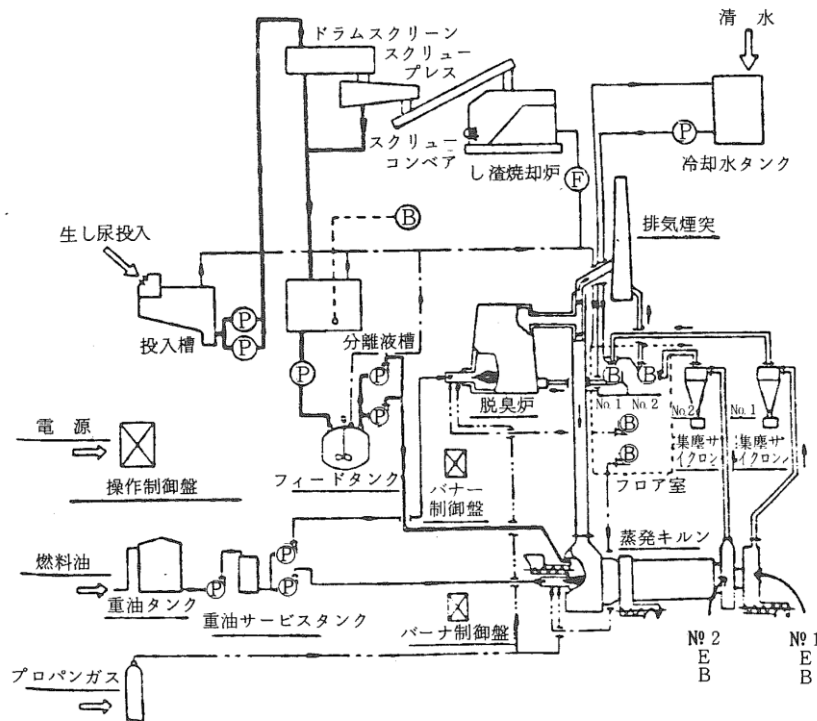 清水
ドラムスクリーン
スクリュー
プレス
スクリュー
コンベア
し渣焼却炉
P
冷却水タンク
F
B
排気煙突
生し尿投入
P
P
投入槽
分離液槽
P
P
P
脱臭炉
B
B
No.1
No.2
No.2
No.1
集塵サイクロン
集塵サイクロン
B
B
フロア室
電源
操作制御盤
フィードタンク
バナー
制御盤
燃料油
P
P
P
重油タンク
重油サービスタンク
蒸発キルン
バーナ制御盤
№2
E
B
№1
E
B
プロパンガス